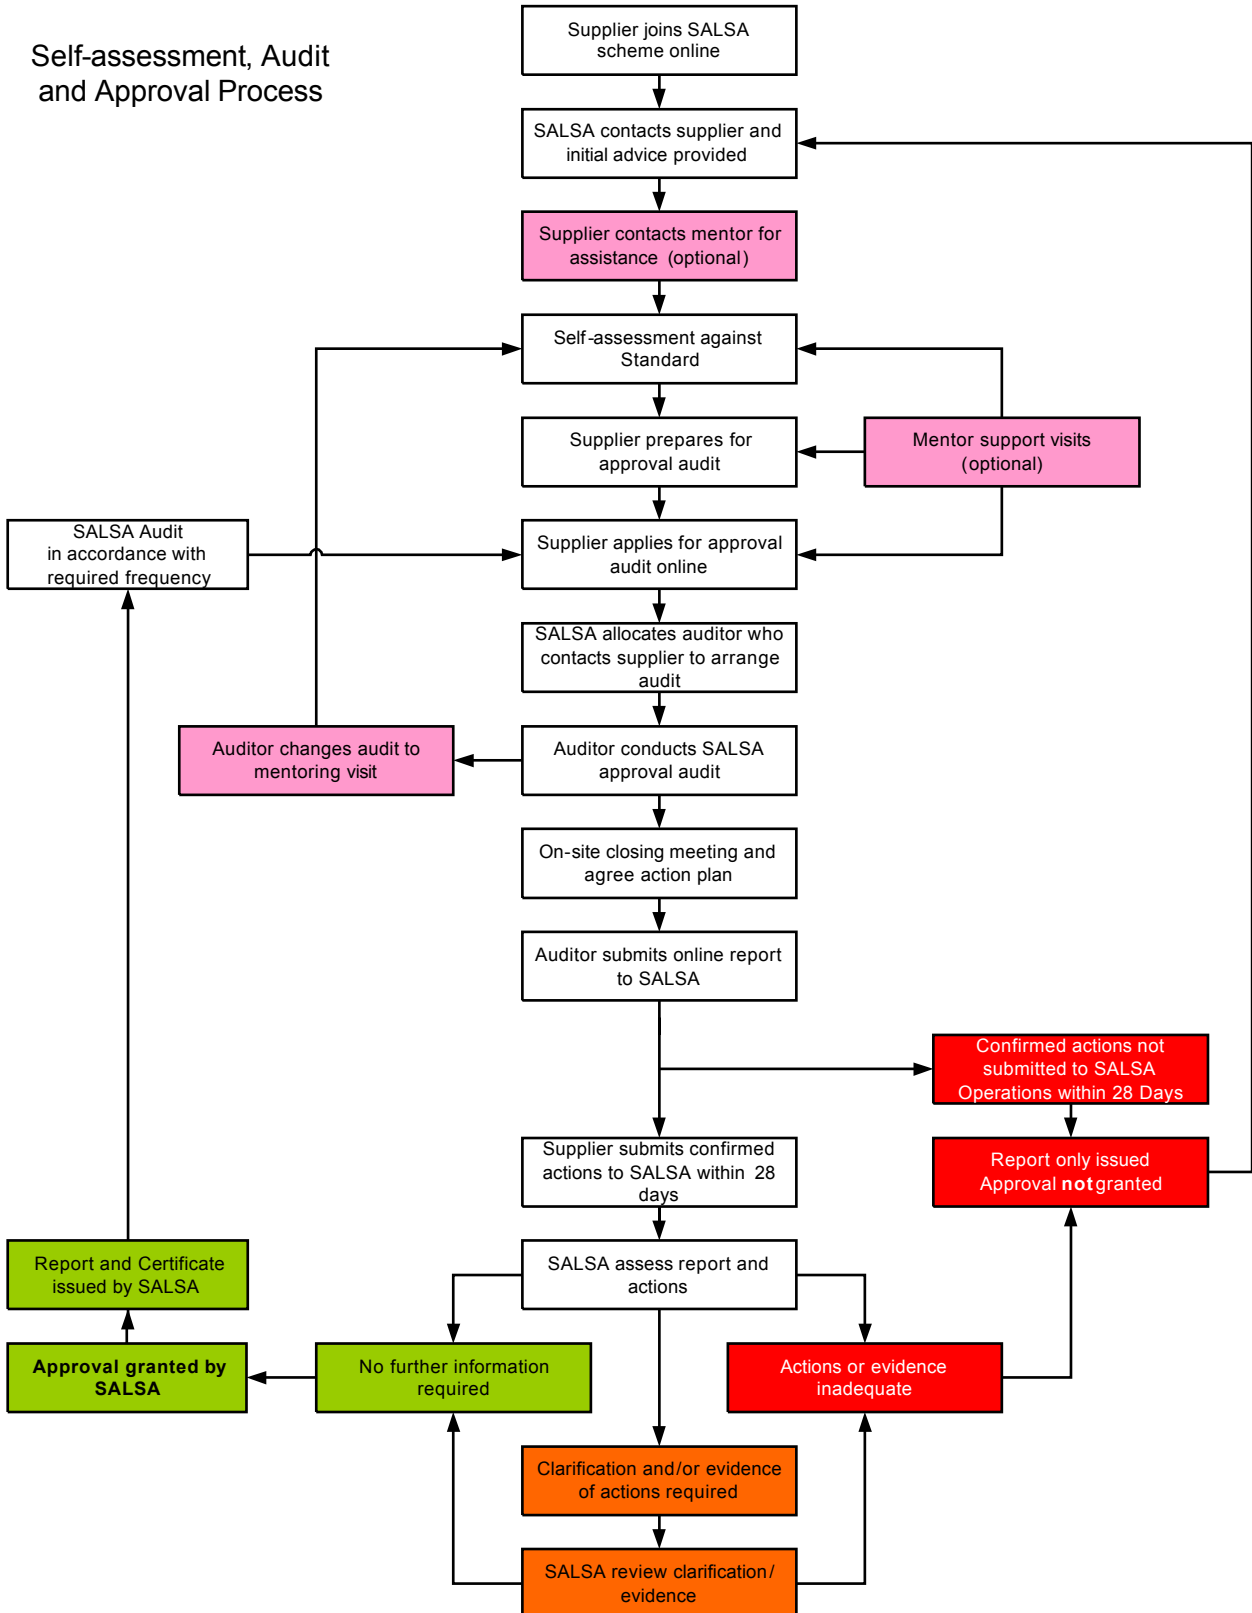 Self-assessment, Audit
and Approval Process
Supplier joins SALSA
scheme online
SALSA contacts supplier and
initial advice provided
Supplier contacts mentor for
assistance (optional)
Self-assessment against
Standard
Supplier prepares for
approval audit
Mentor support visits
(optional)
SALSA Audit
in accordance with
required frequency
Supplier applies for approval
audit online
SALSA allocates auditor who
contacts supplier to arrange
audit
Auditor changes audit to
mentoring visit
Auditor conducts SALSA
approval audit
On-site closing meeting and
agree action plan
Auditor submits online report
to SALSA
Confirmed actions not
submitted to SALSA
Operations within 28 Days
Supplier submits confirmed
actions to SALSA within 28
days
Report only issued
Approval not granted
Report and Certificate
issued by SALSA
SALSA assess report and
actions
Approval granted by
SALSA
No further information
required
Actions or evidence
inadequate
Clarification and/or evidence
of actions required
SALSA review clarification/
evidence